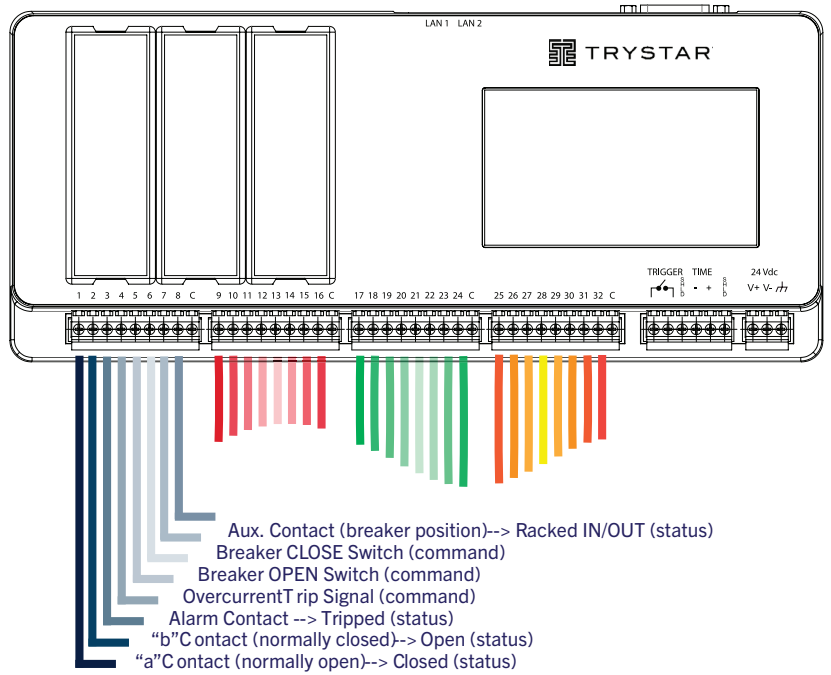 LAN 1 LAN 2
TRYSTAR
TRIGGER TIME 24 Vdc
- + V+ V-
1 2 3 4 5 6 7 8 C 9 10 11 12 13 14 15 16 C 17 18 19 20 21 22 23 24 C 25 26 27 28 29 30 31 32 C
Aux. Contact (breaker position)--> Racked IN/OUT (status)
Breaker CLOSE Switch (command)
Breaker OPEN Switch (command)
OvercurrentT rip Signal (command)
Alarm Contact --> Tripped (status)
“b”C ontact (normally closed)--> Open (status)
“a”C ontact (normally open)--> Closed (status)